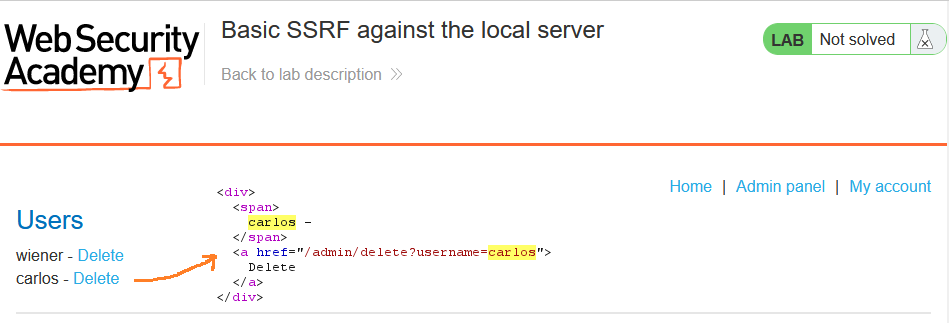 Web Security
Academy
Basic SSRF against the local server
Back to lab description
LAB Not solved
Home | Admin panel | My account
Users
wiener - Delete
carlos - Delete
<div>
<span>
carlos -
</span>
<a href="/admin/delete?username=carlos">
Delete
</a>
</div>